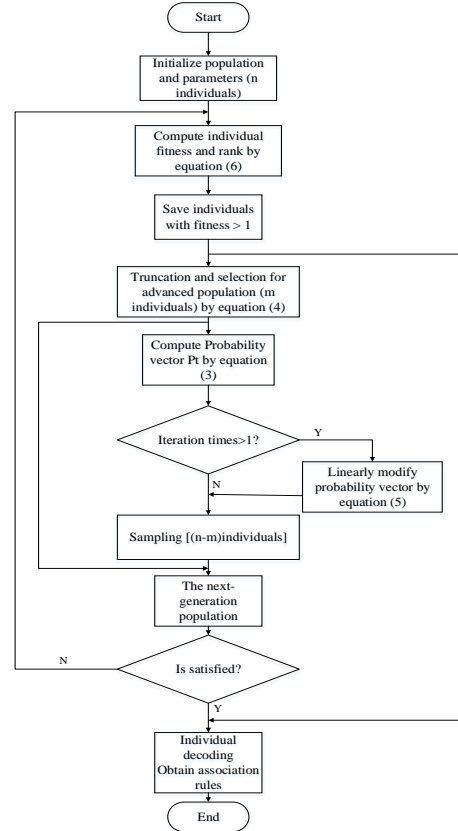 Start
Initialize population
and parameters (n
individuals)
Compute individual
fitness and rank by
equation (6)
Save individuals
with fitness > 1
Truncation and selection for
advanced population (m
individuals) by equation (4)
Compute Probability
vector Pt by equation
(3)
Iteration times>1?
Y
Linearly modify
probability vector by
equation (5)
N
Sampling [(n-m)individuals]
The next-
generation
population
Is satisfied?
N
Y
Individual
decoding
Obtain association
rules
End